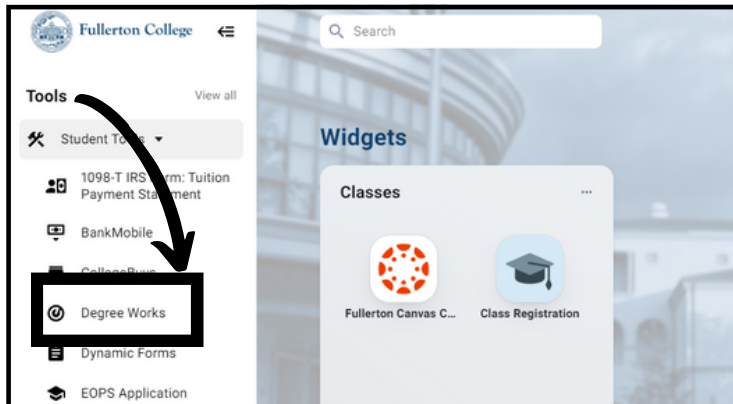 Fullerton College
Search
Tools
View all
Student Tools
1098-T IRS Form: Tuition
Payment Statement
BankMobile
CollegeBuys
Degree Works
Dynamic Forms
EOPS Application
Widgets
Classes
Fullerton Canvas C...
Class Registration